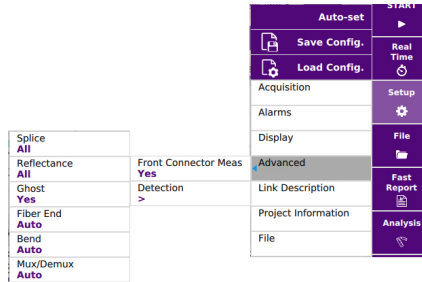 START
Auto-set
Save Config.
Load Config.
Real
Time
Acquisition
Setup
Alarms
Display
File
Splice
All
Reflectance
All
Front Connector Meas
Yes
Advanced
Fast
Report
Ghost
Yes
Detection
>
Link Description
Fiber End
Auto
Project Information
Analysis
Bend
Auto
File
Mux/Demux
Auto